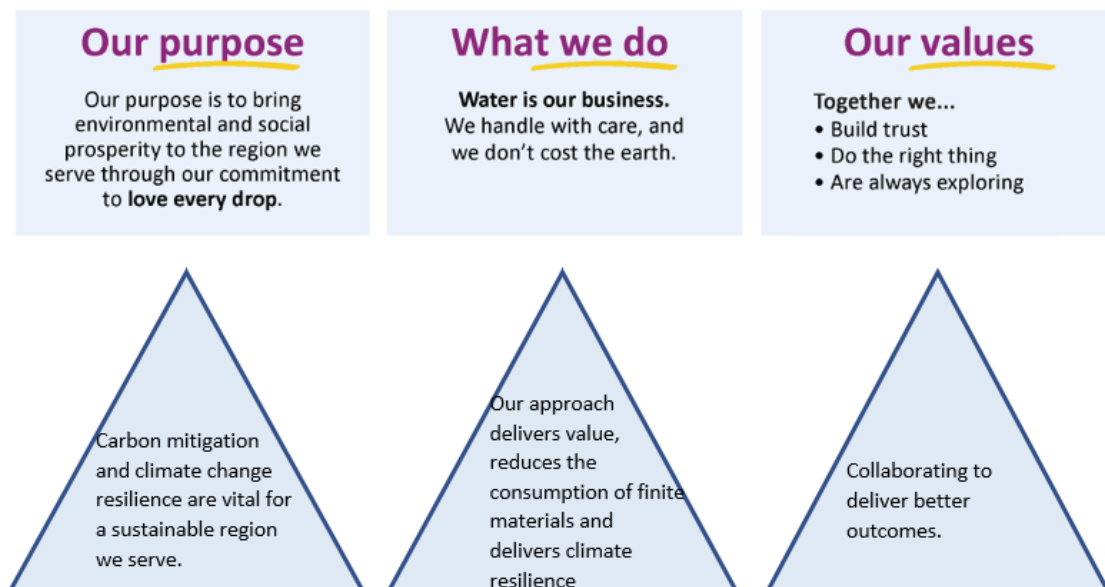 Our purpose
Our purpose is to bring
environmental and social
prosperity to the region we
serve through our commitment
to love every drop.
What we do
Water is our business.
We handle with care, and
we don't cost the earth.
Our values
Together we...
• Build trust
• Do the right thing
• Are always exploring
Carbon mitigation
and climate change
resilience are vital for
a sustainable region
we serve.
Our approach
delivers value,
reduces the
consumption of finite
materials and
delivers climate
resilience
Collaborating to
deliver better
outcomes.